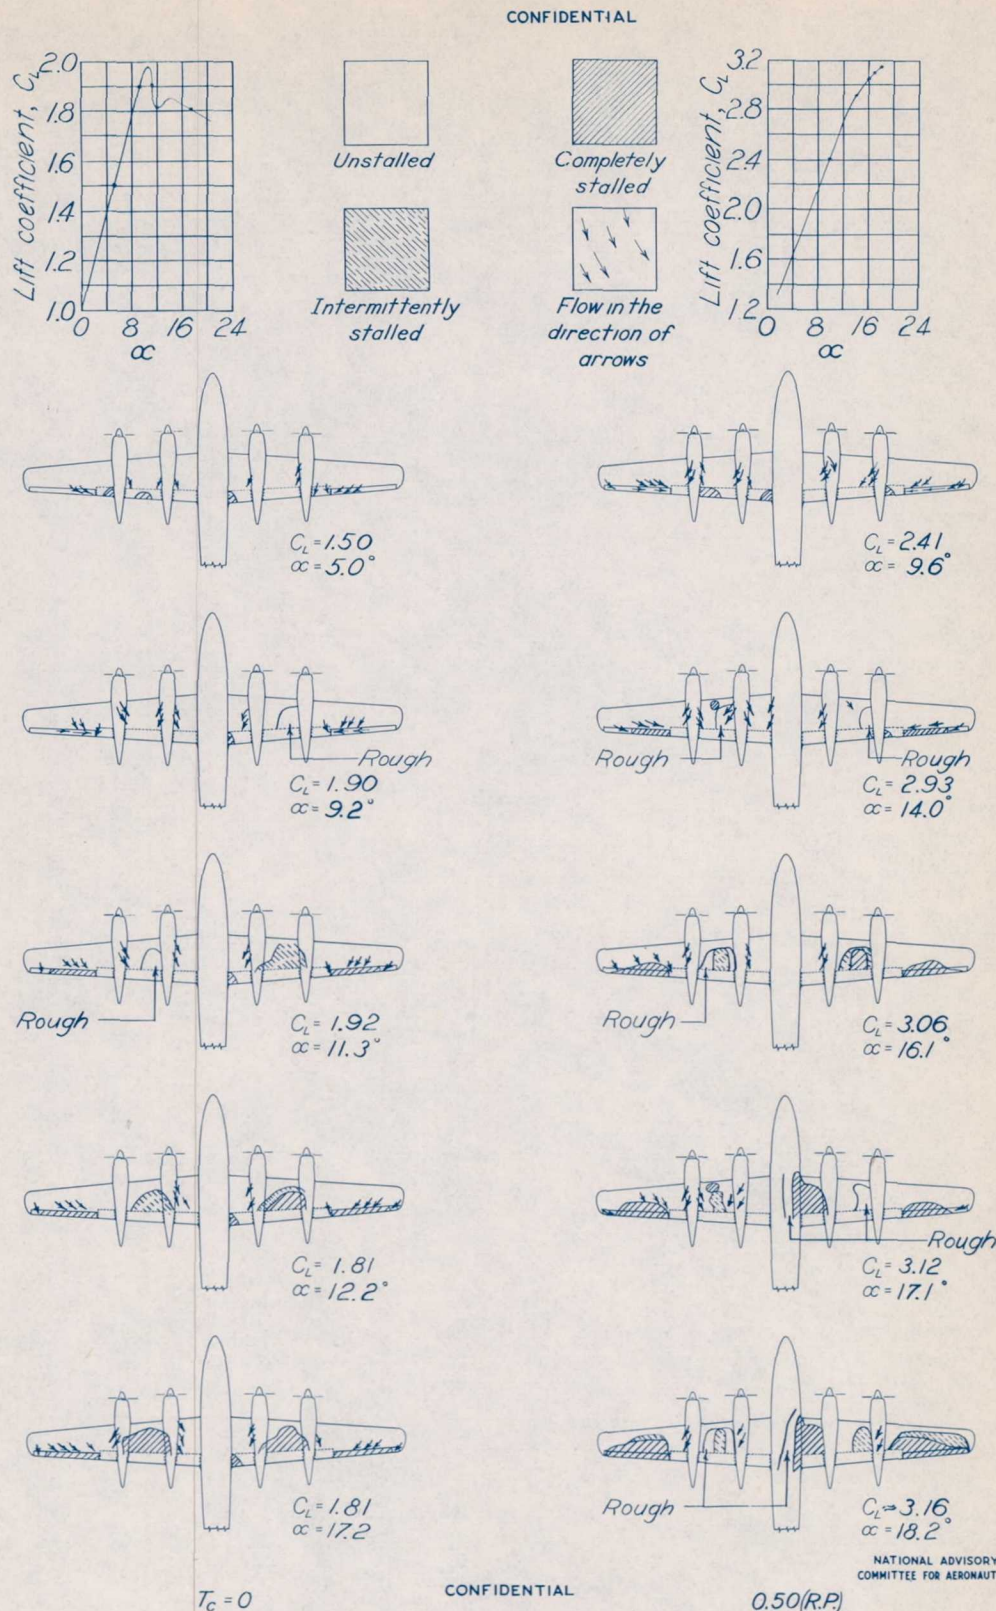 CONFIDENTIAL
Lift coefficient, C_L
2.0
1.8
1.6
1.4
1.2
1.0
0 8 16 24
α
Unstalled
Completely
stalled
Intermittently
stalled
Flow in the
direction of
arrows
Lift coefficient, C_L
3.2
2.8
2.4
2.0
1.6
1.2
0 8 16 24
α
C_L = 1.50
α = 5.0°
C_L = 2.41
α = 9.6°
Rough
C_L = 1.90
α = 9.2°
Rough
Rough
C_L = 2.93
α = 14.0°
Rough
C_L = 1.92
α = 11.3°
Rough
C_L = 3.06
α = 16.1°
C_L = 1.81
α = 12.2°
Rough
C_L = 3.12
α = 17.1°
C_L = 1.81
α = 17.2
Rough
C_L = 3.16
α = 18.2°
NATIONAL ADVISORY
COMMITTEE FOR AERONAUT
T_C = 0
CONFIDENTIAL
0.50 (R.P.)